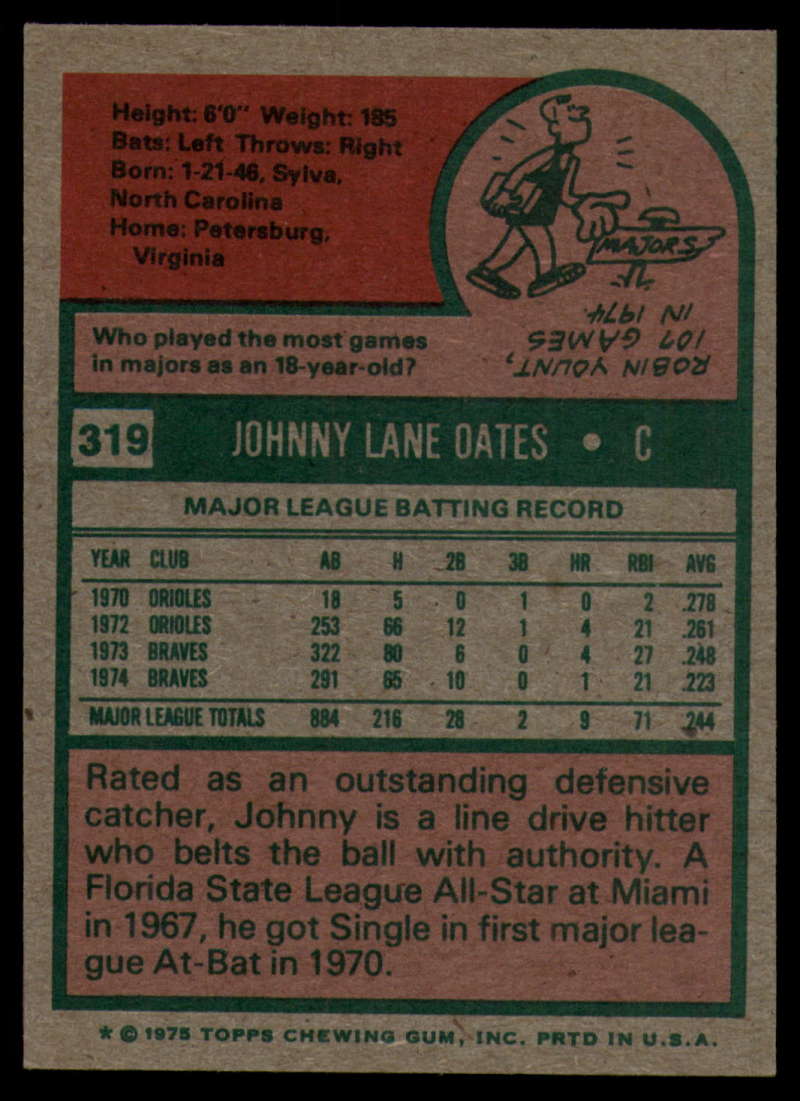 Height: 6'0" Weight: 185
Bats: Left Throws: Right
Born: 1-21-46, Sylva,
North Carolina
Home: Petersburg,
Virginia
MAJORS
Who played the most games
in majors as an 18-year-old?
ROBIN YOUNT,
107 GAMES
IN 1974.
319 JOHNNY LANE OATES • C
MAJOR LEAGUE BATTING RECORD
YEAR CLUB AB H 2B 3B HR RBI AVG
1970 ORIOLES 18 5 0 1 0 2 .278
1972 ORIOLES 253 66 12 1 4 21 .261
1973 BRAVES 322 80 6 0 4 27 .248
1974 BRAVES 291 65 10 0 1 21 .223
MAJOR LEAGUE TOTALS 884 216 28 2 9 71 .244
Rated as an outstanding defensive
catcher, Johnny is a line drive hitter
who belts the ball with authority. A
Florida State League All-Star at Miami
in 1967, he got Single in first major lea-
gue At-Bat in 1970.
* © 1975 TOPPS CHEWING GUM, INC. PRTD IN U.S.A.